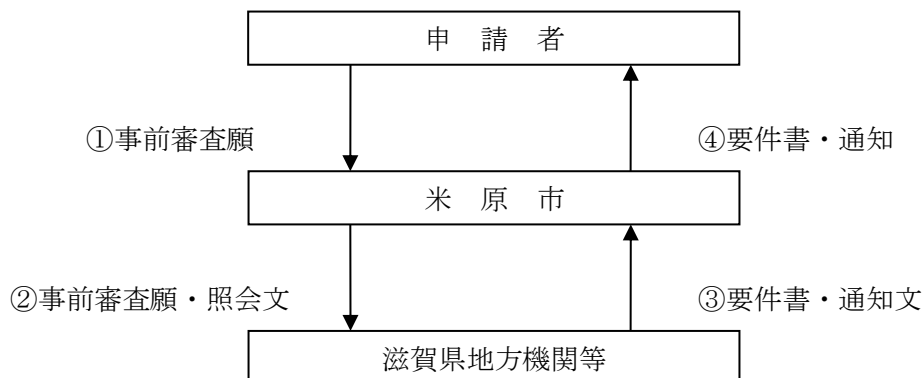 申 請 者
①事前審査願
④要件書・通知
米 原 市
②事前審査願・照会文
③要件書・通知文
滋賀県地方機関等